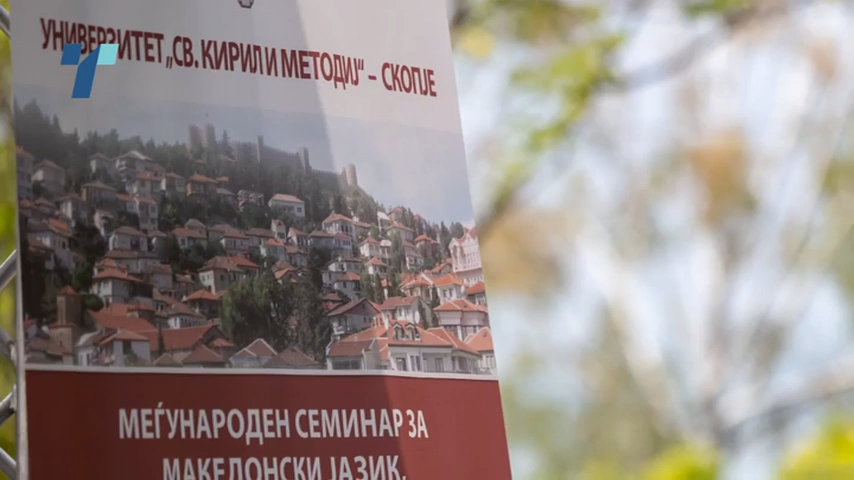 УНИВЕРЗИТЕТ „СВ. КИРИЛ И МЕТОДИЈ“ – СКОПЈЕ
МЕЃУНАРОДЕН СЕМИНАР ЗА
МАКЕДОНСКИ ЈАЗИК,